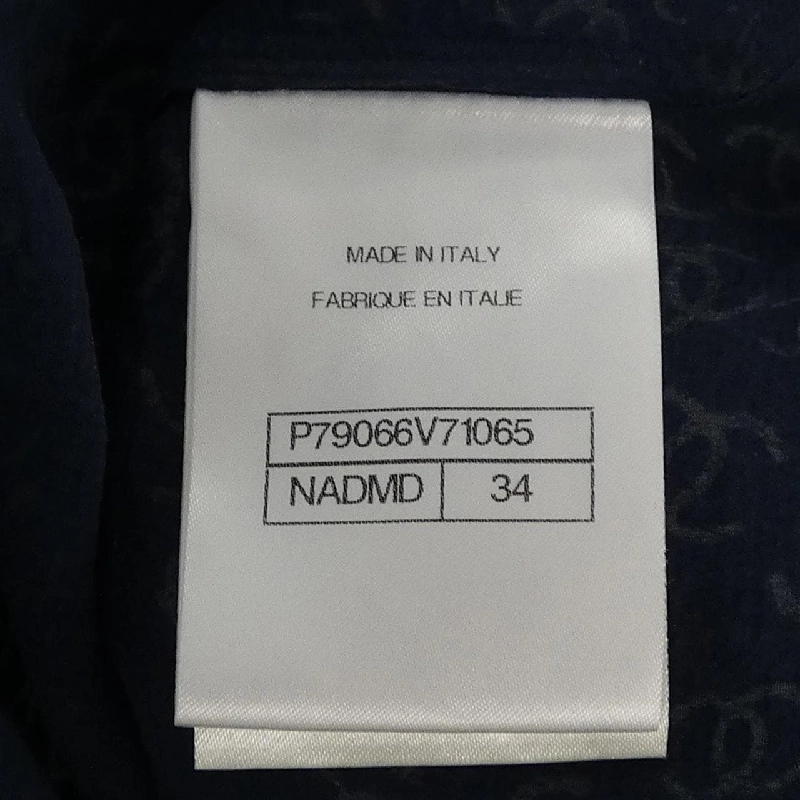 MADE IN ITALY
FABRIQUE EN ITALIE
P79066V71065
NADMD 34